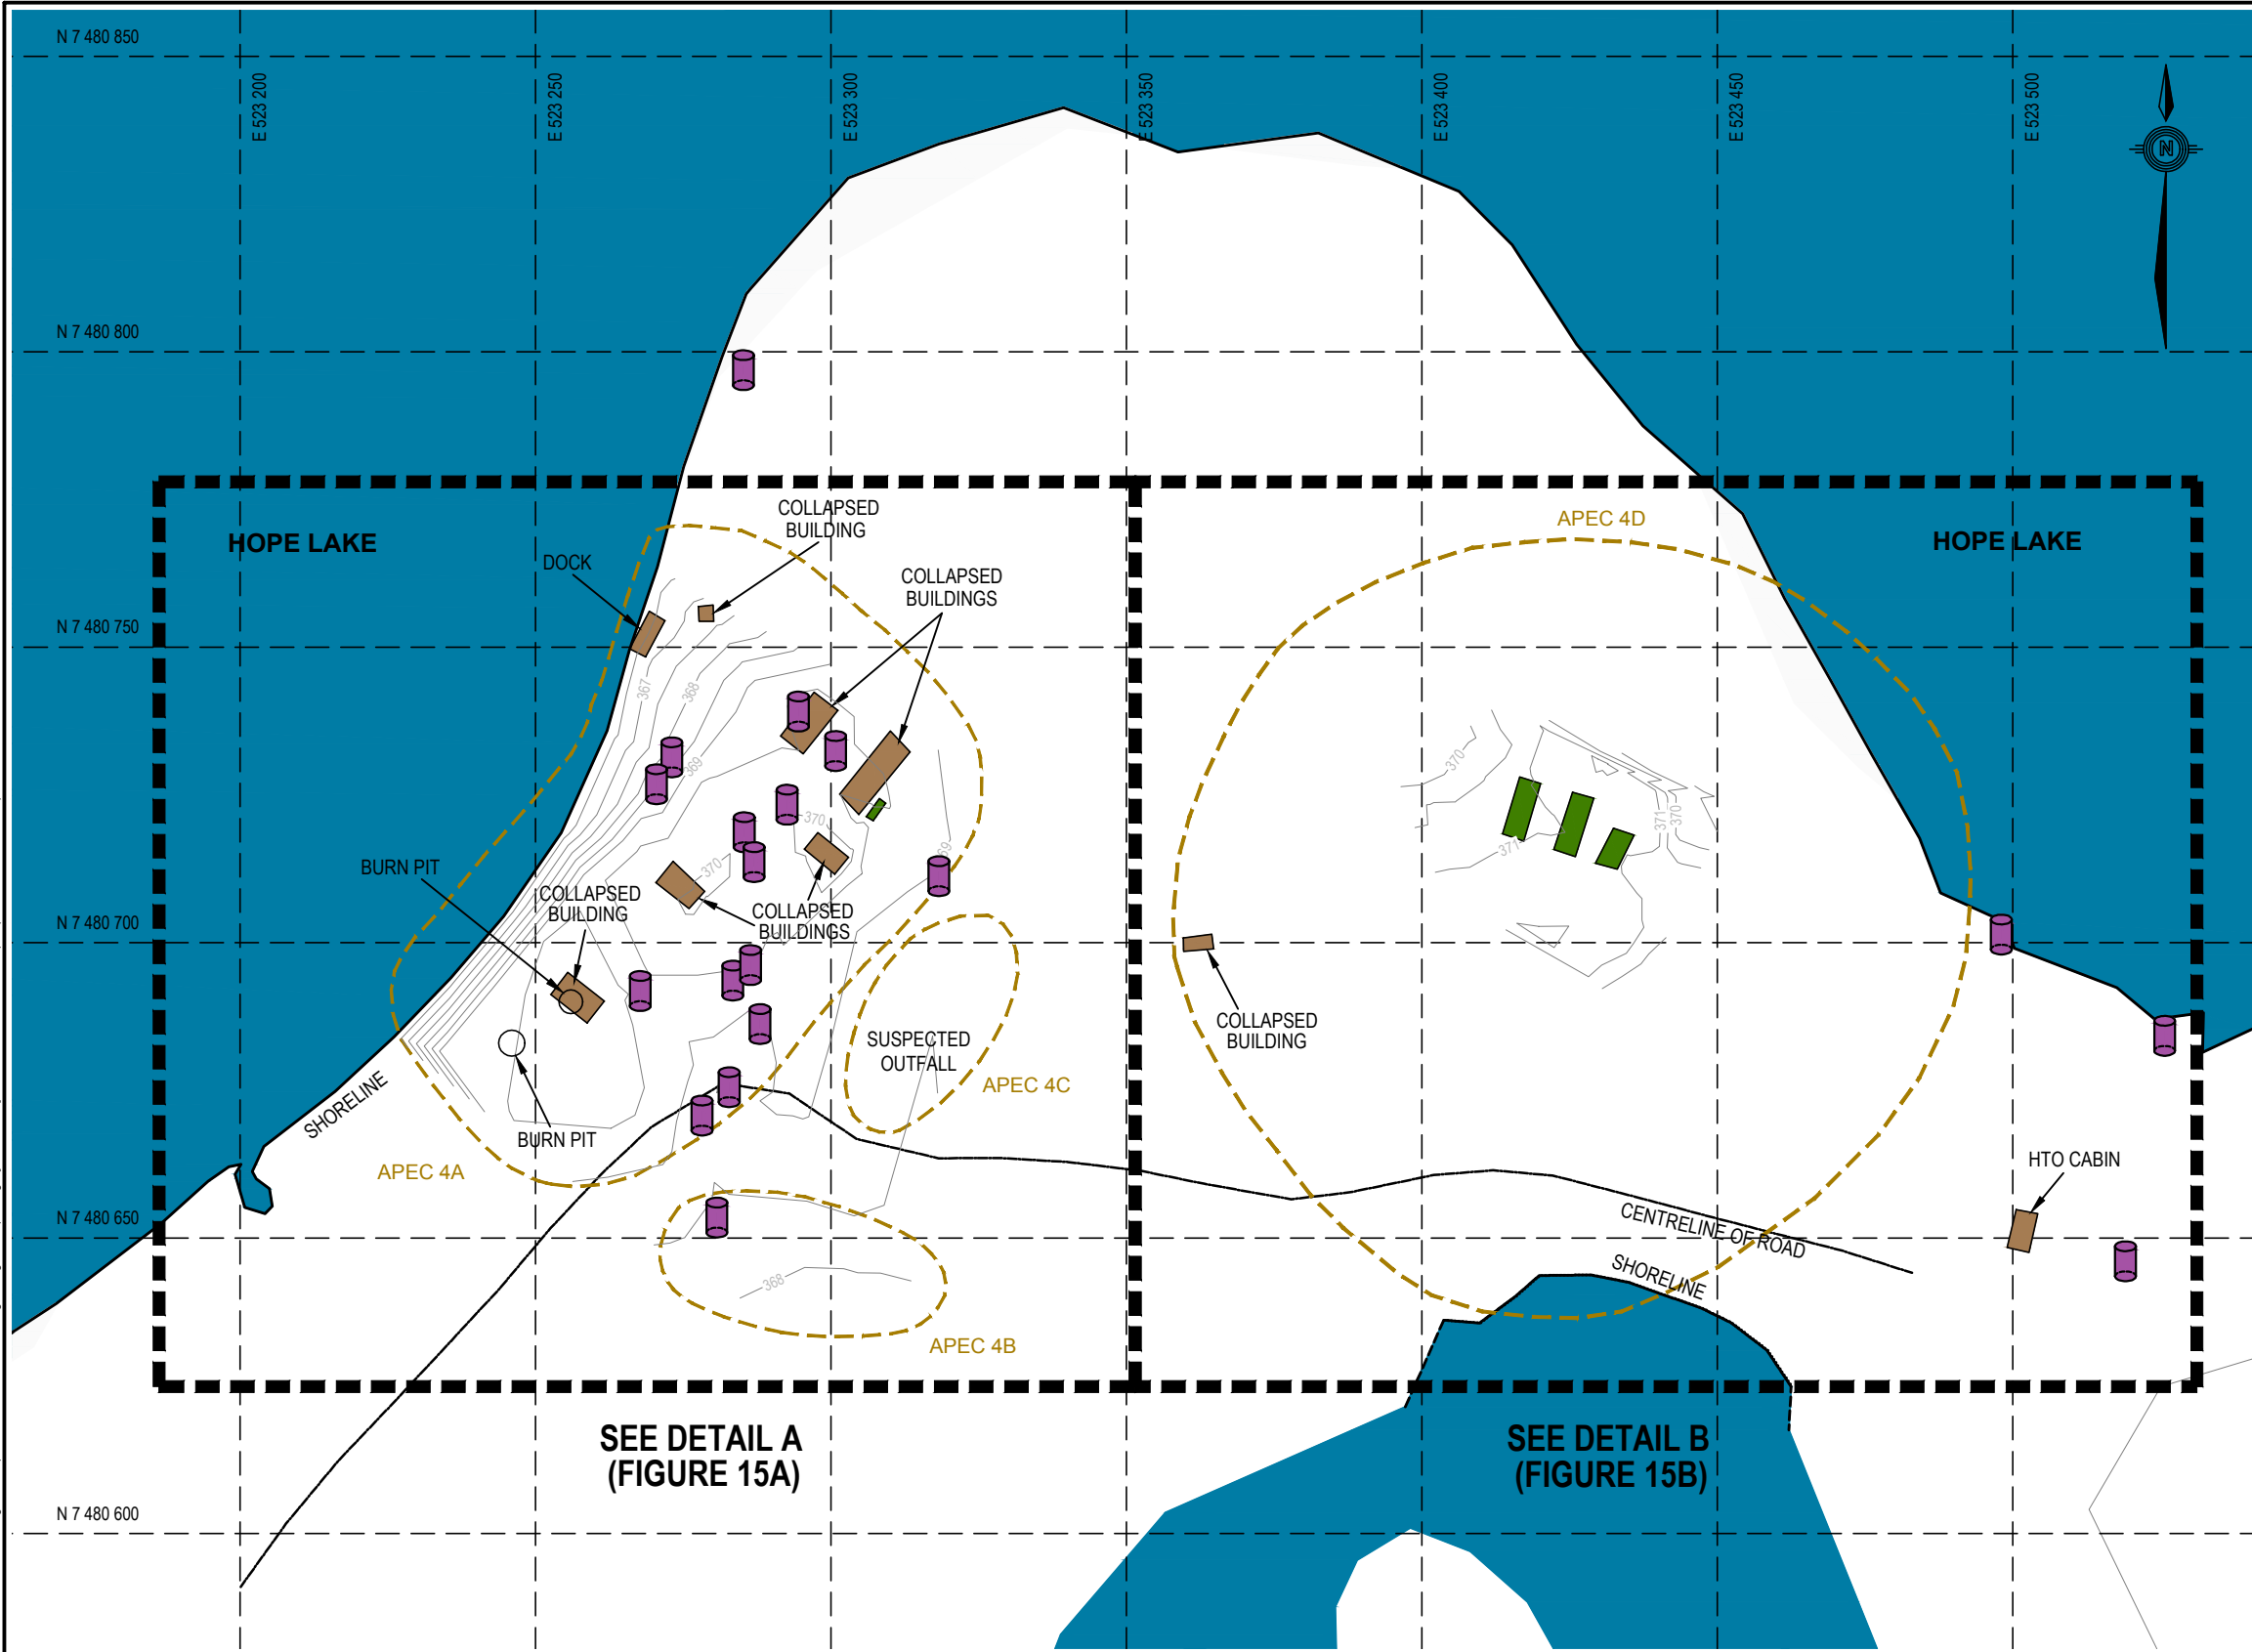 N 7 480 850
E 523 200
E 523 250
E 523 300
E 523 350
E 523 400
E 523 450
E 523 500
N
N 7 480 800
COLLAPSED
BUILDING
APEC 4D
HOPE LAKE
HOPE LAKE
DOCK
COLLAPSED
BUILDINGS
N 7 480 750
367
368
369
370
370
371
370
371
370
369
BURN PIT
COLLAPSED
BUILDING
COLLAPSED
BUILDINGS
N 7 480 700
COLLAPSED
BUILDING
SUSPECTED
OUTFALL
APEC 4C
SHORELINE
BURN PIT
APEC 4A
HTO CABIN
N 7 480 650
CENTRELINE OF ROAD
SHORELINE
368
APEC 4B
SEE DETAIL A
(FIGURE 15A)
SEE DETAIL B
(FIGURE 15B)
N 7 480 600